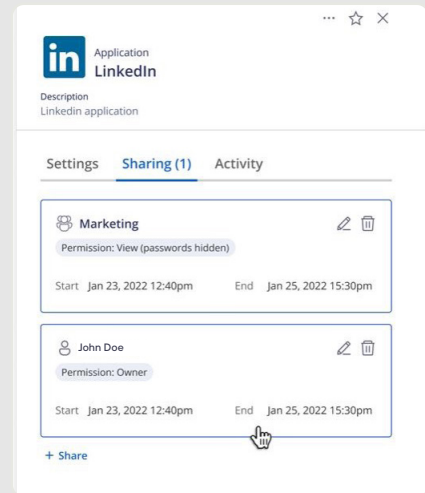 in
Application
LinkedIn
Description
Linkedin application
Settings Sharing (1) Activity
Marketing
Permission: View (passwords hidden)
Start Jan 23, 2022 12:40pm End Jan 25, 2022 15:30pm
John Doe
Permission: Owner
Start Jan 23, 2022 12:40pm End Jan 25, 2022 15:30pm
+ Share